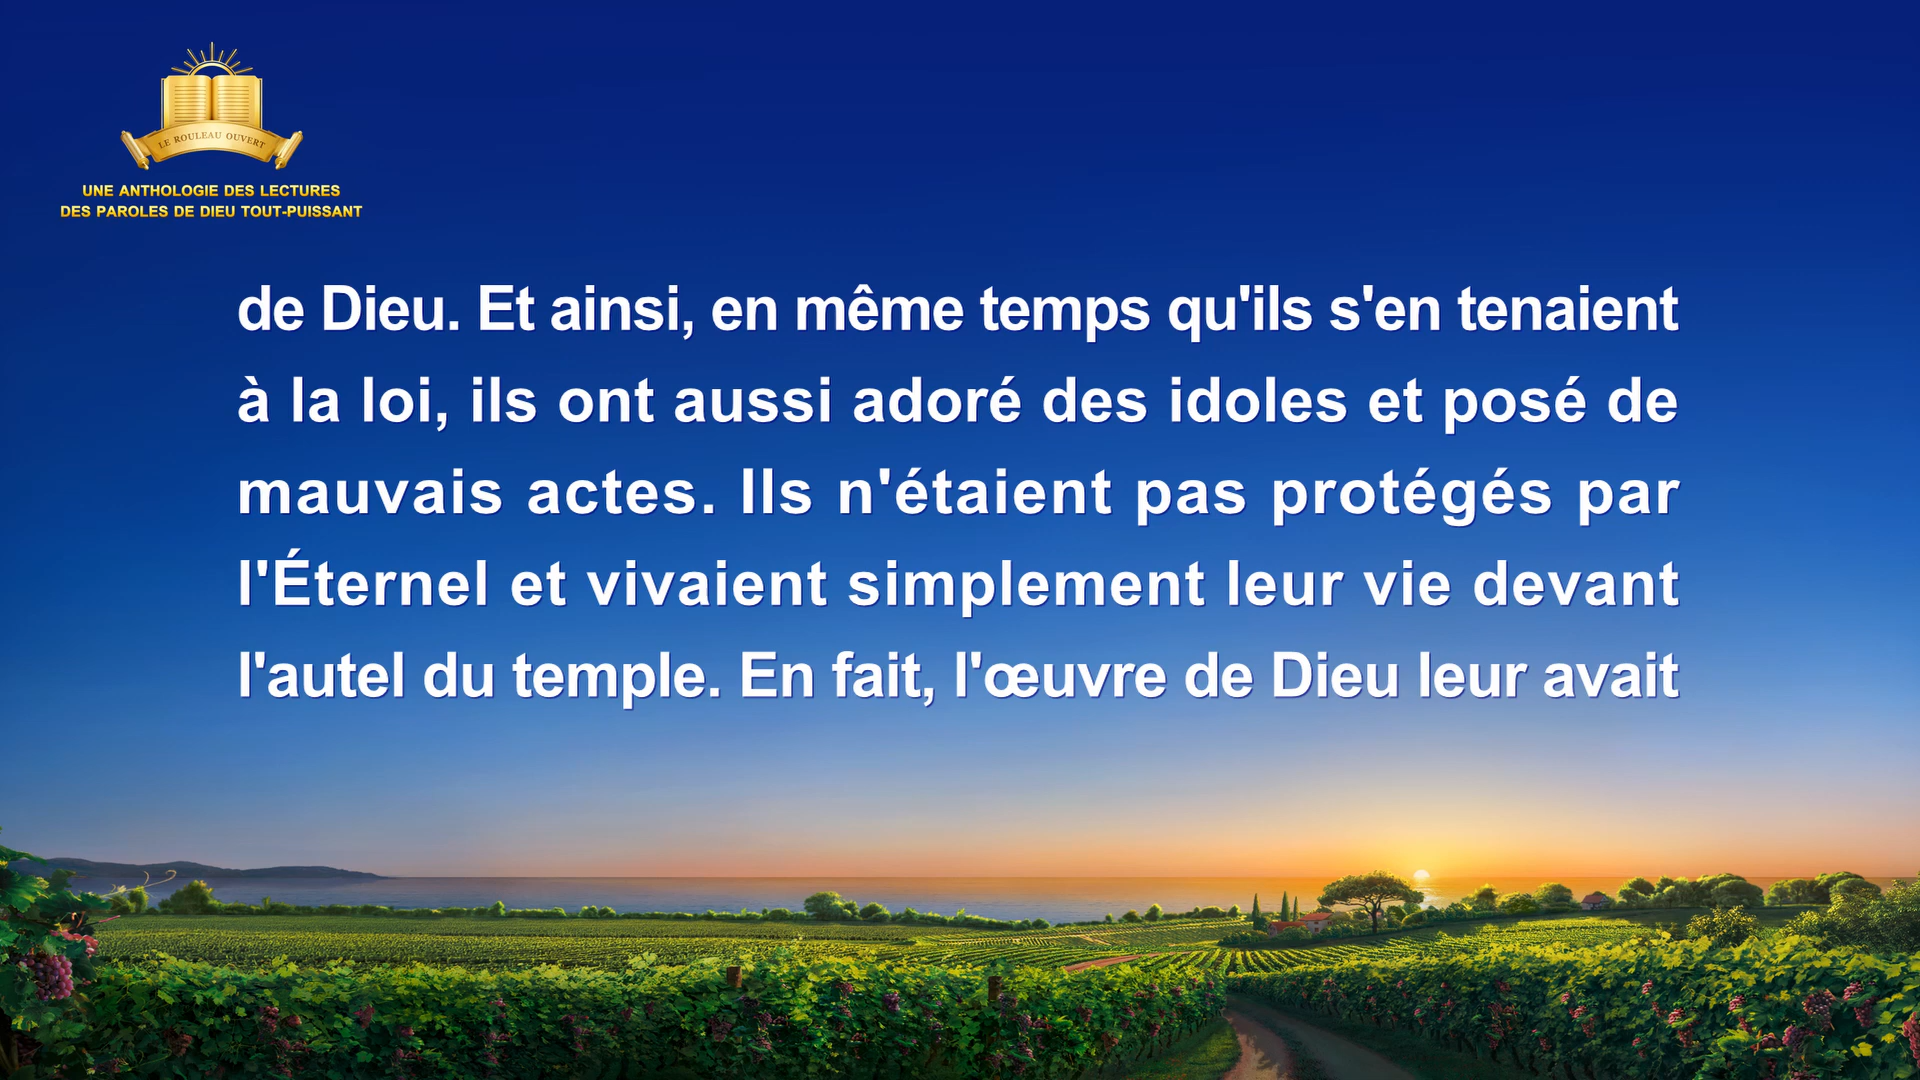 LE ROULEAU OUVERT
UNE ANTHOLOGIE DES LECTURES
DES PAROLES DE DIEU TOUT-PUISSANT
de Dieu. Et ainsi, en même temps qu'ils s'en tenaient
à la loi, ils ont aussi adoré des idoles et posé de
mauvais actes. Ils n'étaient pas protégés par
l'Éternel et vivaient simplement leur vie devant
l'autel du temple. En fait, l'œuvre de Dieu leur avait